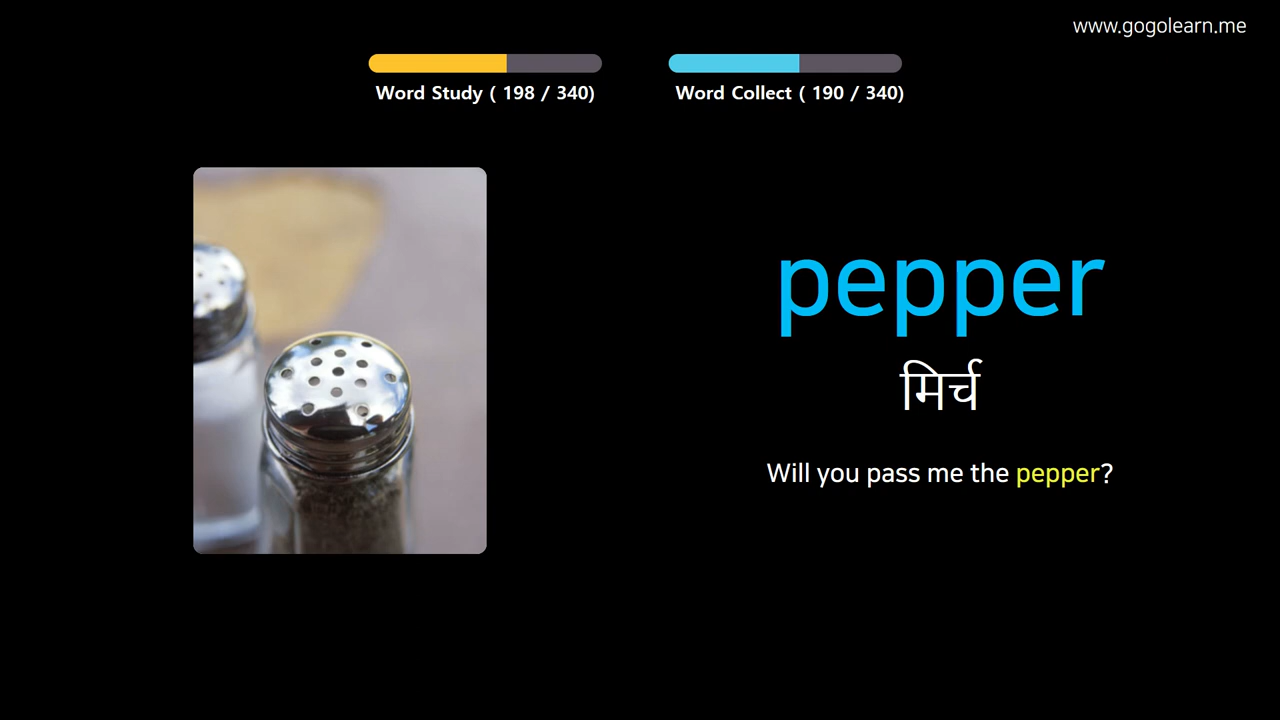 www.gogolearn.me
Word Study ( 198 / 340)
Word Collect ( 190 / 340)
pepper
मिर्च
Will you pass me the pepper?